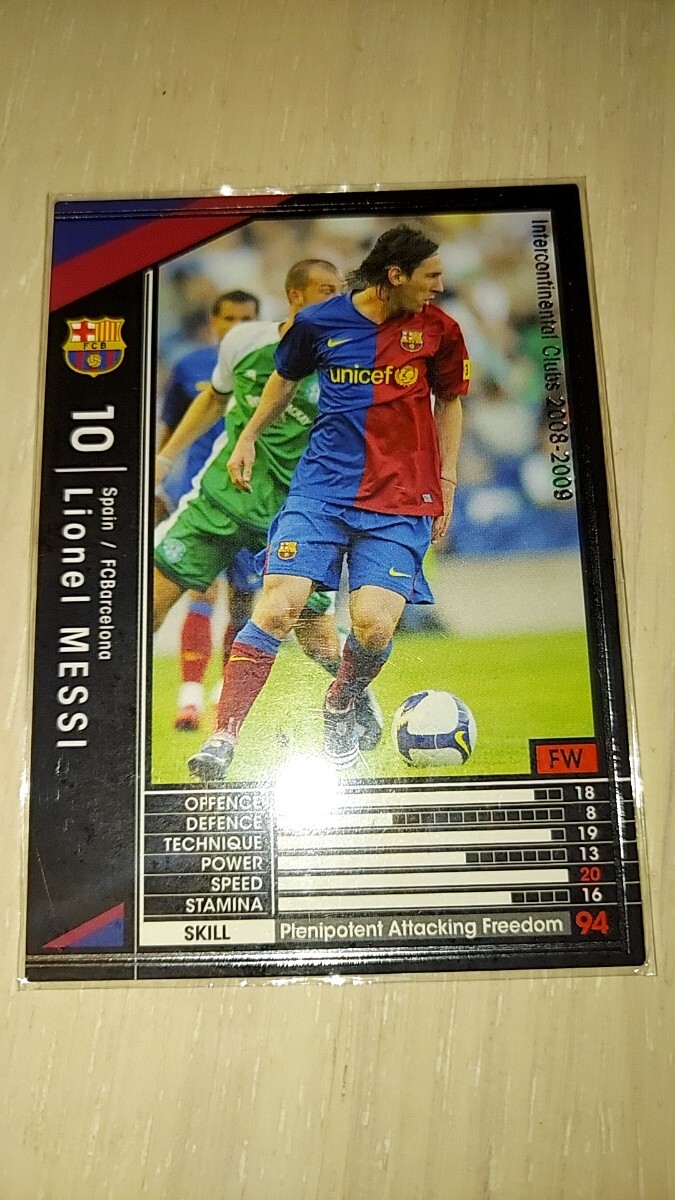 Intercontinental Clubs 2008-2009
FCB
10
Spain / FCBarcelona
Lionel MESSI
unicef
FW
OFFENCE 18
DEFENCE 8
TECHNIQUE 19
POWER 13
SPEED 20
STAMINA 16
SKILL Plenipotent Attacking Freedom 94